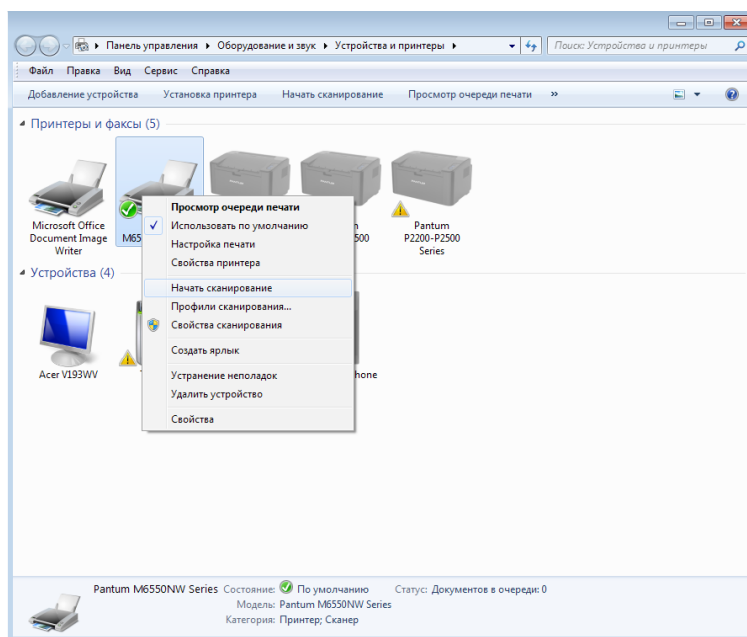 Панель управления ▸ Оборудование и звук ▸ Устройства и принтеры ▸
Поиск: Устройства и принтеры
Файл Правка Вид Сервис Справка
Добавление устройства Установка принтера Начать сканирование Просмотр очереди печати »
Принтеры и факсы (5)
Microsoft Office
Document Image
Writer
M65
500
Pantum
P2200-P2500
Series
Просмотр очереди печати
Использовать по умолчанию
Настройка печати
Свойства принтера
Начать сканирование
Профили сканирования...
Свойства сканирования
Создать ярлык
Устранение неполадок
Удалить устройство
Свойства
Устройства (4)
Acer V193WV
hone
Pantum M6550NW Series Состояние: По умолчанию Статус: Документов в очереди: 0
Модель: Pantum M6550NW Series
Категория: Принтер; Сканер